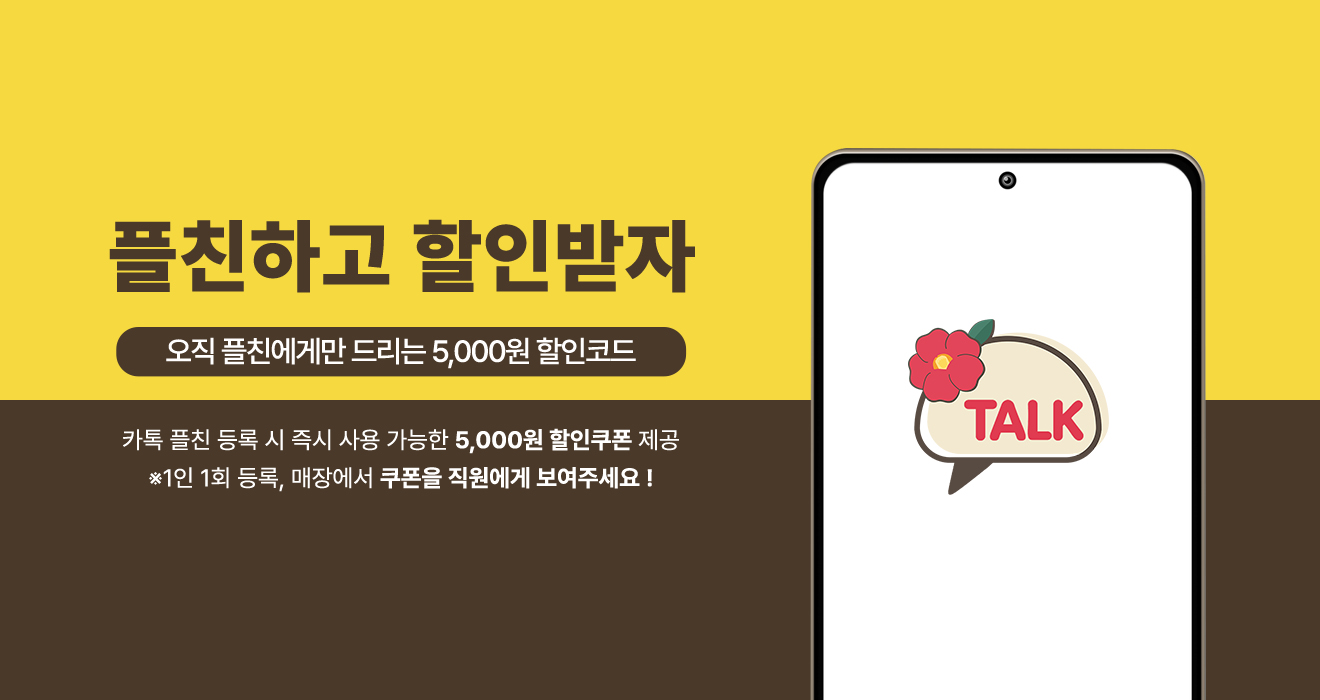 플친하고 할인받자
오직 플친에게만 드리는 5,000원 할인코드
카톡 플친 등록 시 즉시 사용 가능한 5,000원 할인쿠폰 제공
※1인 1회 등록, 매장에서 쿠폰을 직원에게 보여주세요 !
TALK